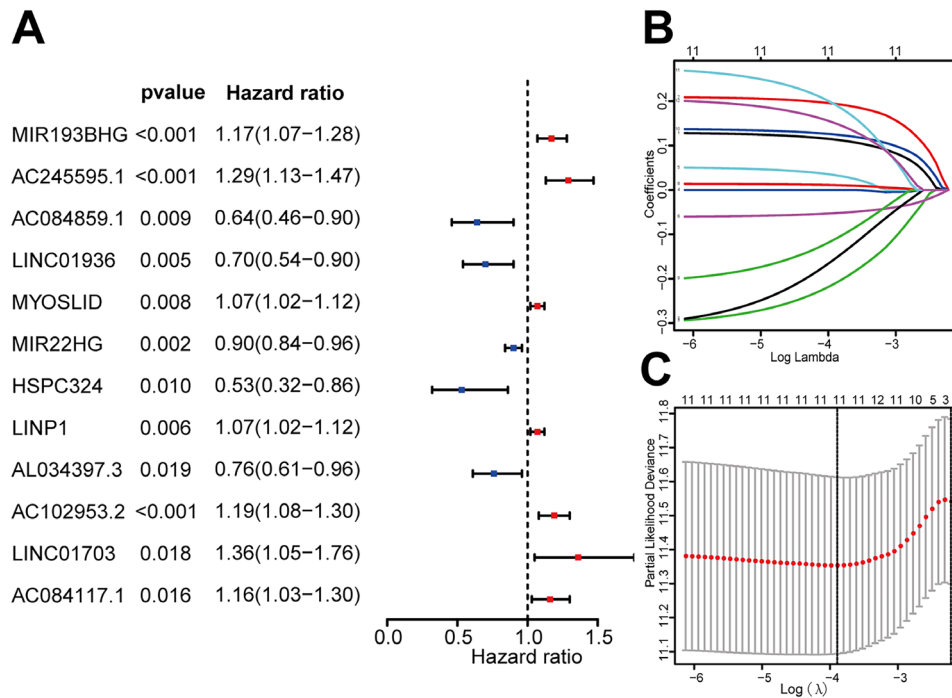 A
pvalue Hazard ratio
MIR193BHG <0.001 1.17(1.07−1.28)
AC245595.1 <0.001 1.29(1.13−1.47)
AC084859.1 0.009 0.64(0.46−0.90)
LINC01936 0.005 0.70(0.54−0.90)
MYOSLID 0.008 1.07(1.02−1.12)
MIR22HG 0.002 0.90(0.84−0.96)
HSPC324 0.010 0.53(0.32−0.86)
LINP1 0.006 1.07(1.02−1.12)
AL034397.3 0.019 0.76(0.61−0.96)
AC102953.2 <0.001 1.19(1.08−1.30)
LINC01703 0.018 1.36(1.05−1.76)
AC084117.1 0.016 1.16(1.03−1.30)
0.0 0.5 1.0 1.5
Hazard ratio
B
11 11 11 11
Coefficients
0.2
0.1
0.0
−0.1
−0.2
−0.3
−6 −5 −4 −3
Log Lambda
C
11 11 11 11 11 11 11 11 11 11 12 11 10 5 3
Partial Likelihood Deviance
11.8
11.7
11.6
11.5
11.4
11.3
11.2
11.1
−6 −5 −4 −3
Log (λ)